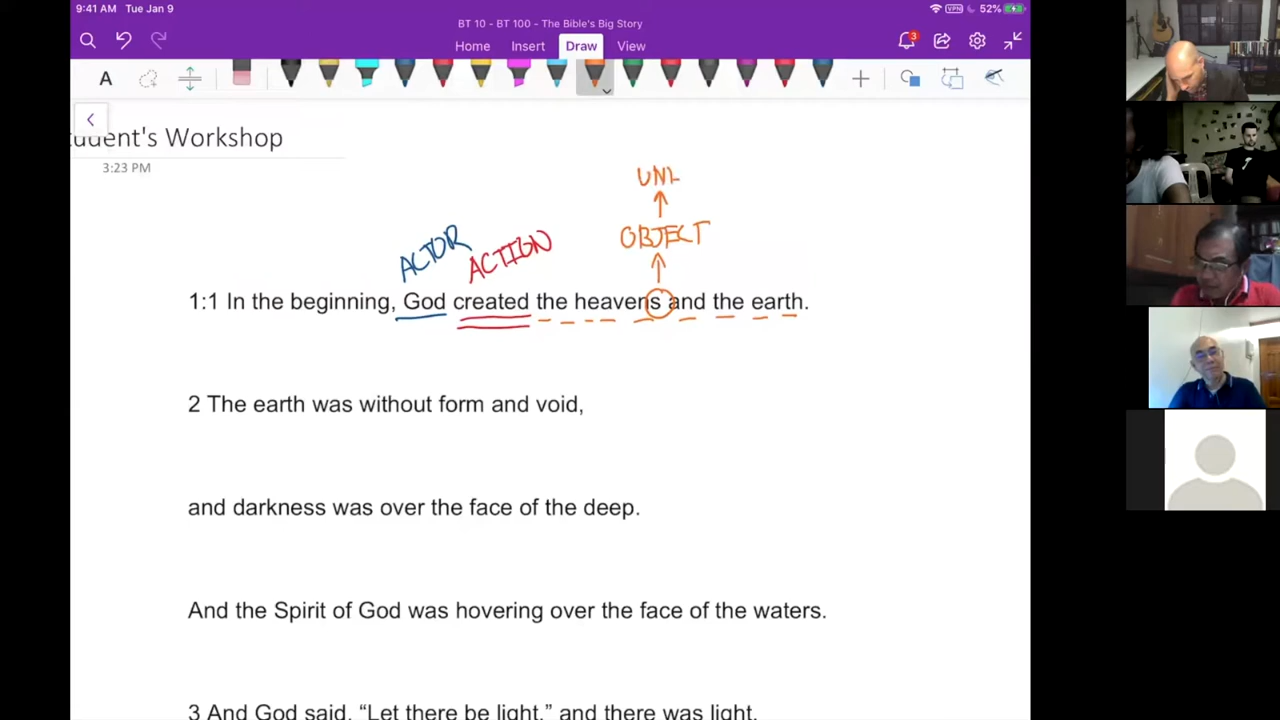 9:41 AM Tue Jan 9
VPN 52%
BT 10 - BT 100 - The Bible's Big Story
Home Insert Draw View
3
A
tudent's Workshop
3:23 PM
UNL
OBJECT
ACTOR ACTION
1:1 In the beginning, God created the heavens and the earth.
2 The earth was without form and void,
and darkness was over the face of the deep.
And the Spirit of God was hovering over the face of the waters.
3 And God said, “Let there be light,” and there was light.